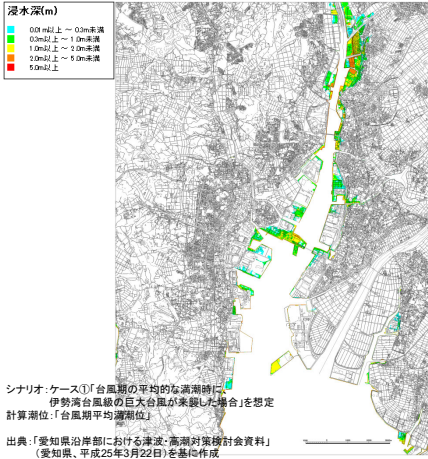 浸水深(m)
0.01m以上 ～ 0.3m未満
0.3m以上 ～ 1.0m未満
1.0m以上 ～ 2.0m未満
2.0m以上 ～ 5.0m未満
5.0m以上
シナリオ：ケース①「台風期の平均的な満潮時に、
伊勢湾台風級の巨大台風が来襲した場合」を想定
計算潮位：「台風期平均満潮位」
出典：「愛知県沿岸部における津波・高潮対策検討会資料」
（愛知県、平成25年3月22日）を基に作成